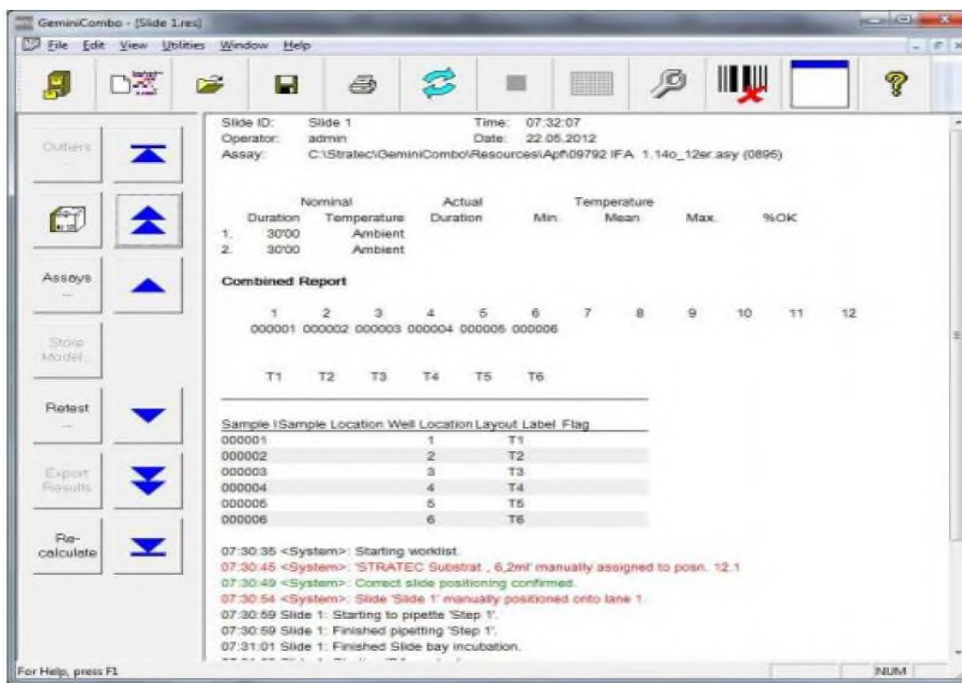 GeminiCombo - [Slide 1.res]
File Edit View Utilities Window Help
Outliers
...
Assays
...
Store
Model...
Retest
...
Export
Results
Re-
calculate
Slide ID: Slide 1 Time: 07:32:07
Operator: admin Date: 22.05.2012
Assay: C:\Stratec\GeminiCombo\Resources\Apf\09792 IFA 1.14o_12er.asy (0895)
Nominal Actual Temperature
Duration Temperature Duration Min. Mean Max. %OK
1. 30'00 Ambient
2. 30'00 Ambient
Combined Report
1 2 3 4 5 6 7 8 9 10 11 12
000001 000002 000003 000004 000005 000006
T1 T2 T3 T4 T5 T6
Sample I Sample Location Well Location Layout Label Flag
000001 1 T1
000002 2 T2
000003 3 T3
000004 4 T4
000005 5 T5
000006 6 T6
07:30:35 <System>: Starting worklist.
07:30:45 <System>: 'STRATEC Substrat , 6,2ml' manually assigned to posn. 12.1
07:30:49 <System>: Correct slide positioning confirmed.
07:30:54 <System>: Slide 'Slide 1' manually positioned onto lane 1.
07:30:59 Slide 1: Starting to pipette 'Step 1'.
07:30:59 Slide 1: Finished pipetting 'Step 1'.
07:31:01 Slide 1: Finished Slide bay incubation.
For Help, press F1 NUM